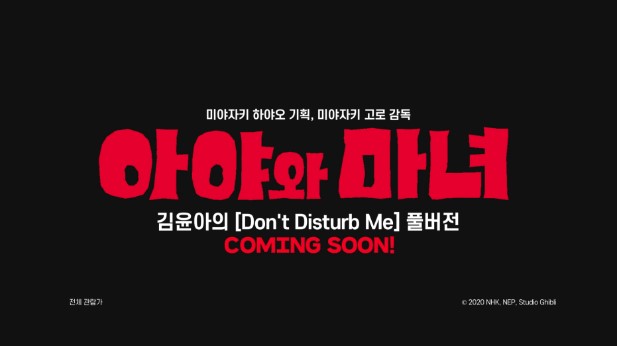 미야자키 하야오 기획, 미야자키 고로 감독
아야와 마녀
김윤아의 [Don't Disturb Me] 풀버전
COMING SOON!
전체 관람가
© 2020 NHK, NEP, Studio Ghibli